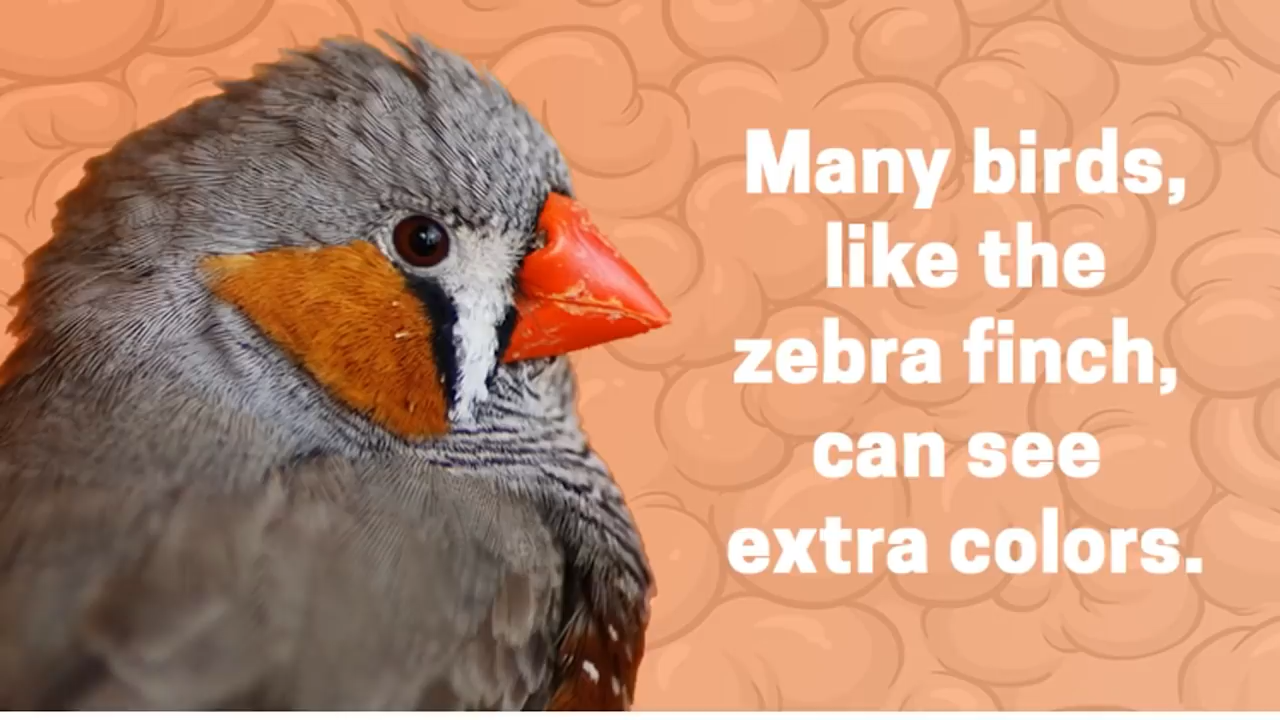 Many birds,
like the
zebra finch,
can see
extra colors.